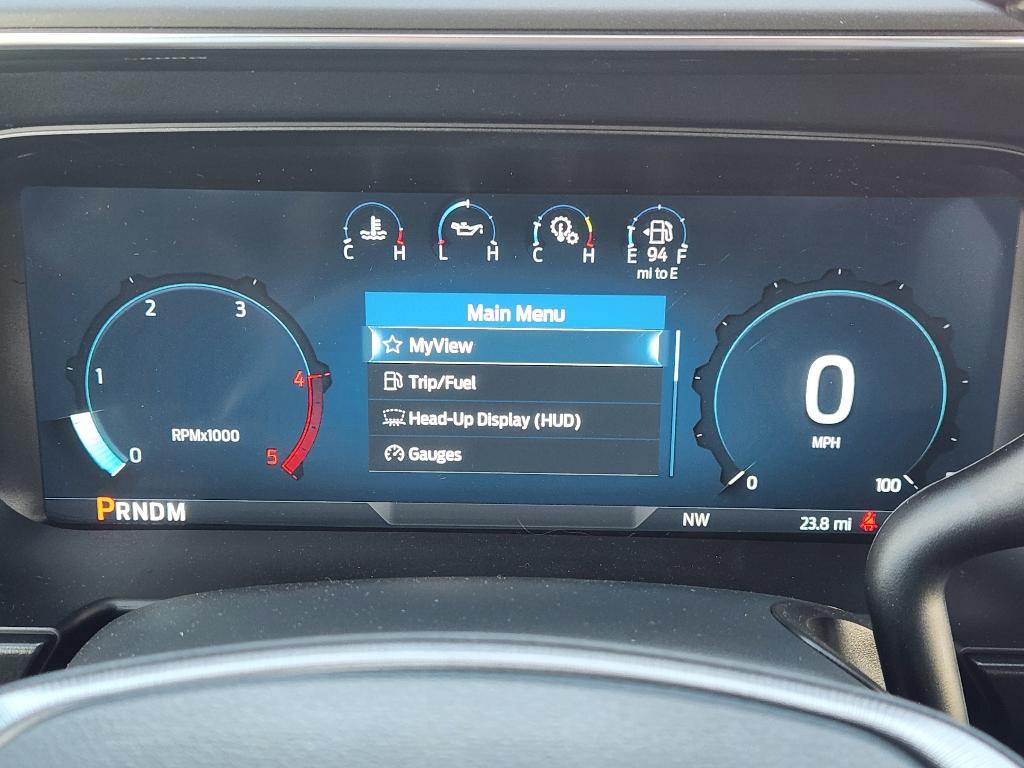 C H
L H
C H
E 94 F
mi to E
Main Menu
MyView
Trip/Fuel
Head-Up Display (HUD)
Gauges
2 3
1 4
0 5
RPMx1000
0
MPH
0 100
PRNDM
NW
23.8 mi